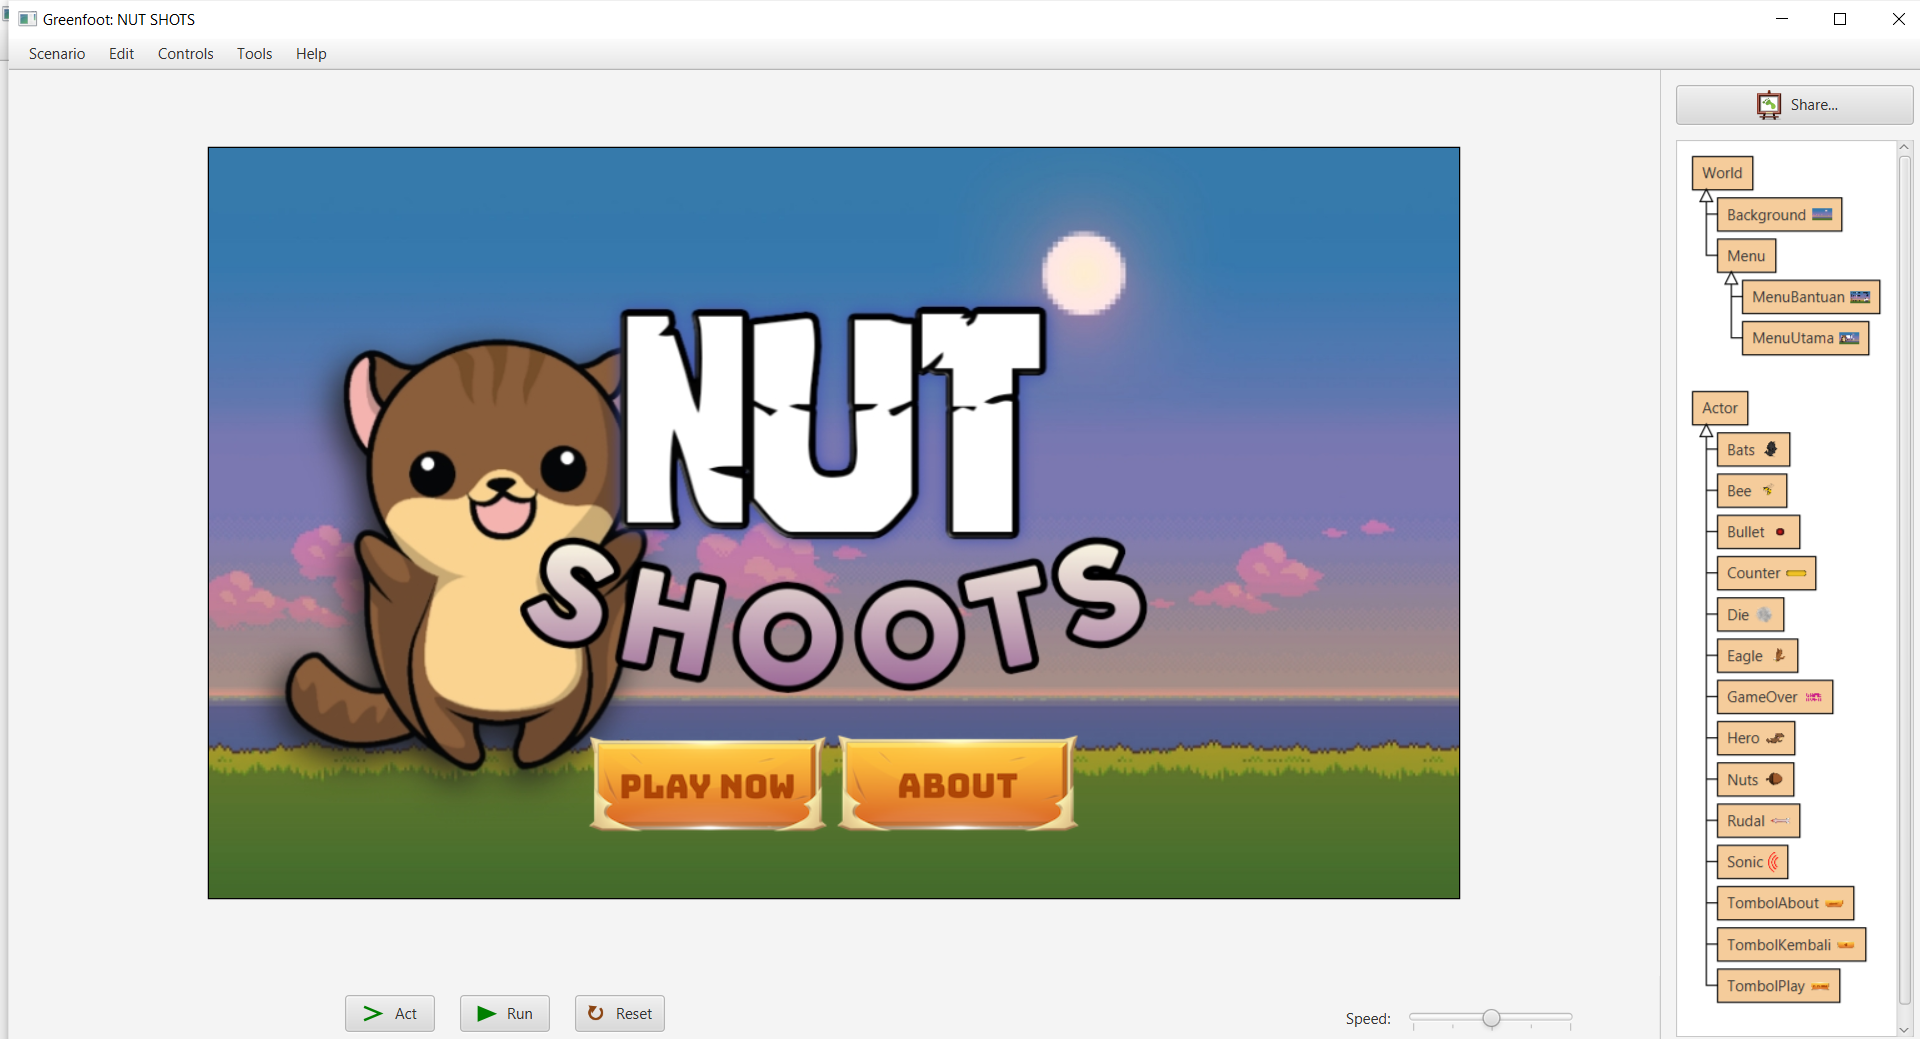 Greenfoot: NUT SHOTS
Scenario Edit Controls Tools Help
Share...
NUT
SHOOTS
PLAY NOW ABOUT
World
Background
Menu
MenuBantuan
MenuUtama
Actor
Bats
Bee
Bullet
Counter
Die
Eagle
GameOver
Hero
Nuts
Rudal
Sonic
TombolAbout
TombolKembali
TombolPlay
Act Run Reset Speed: